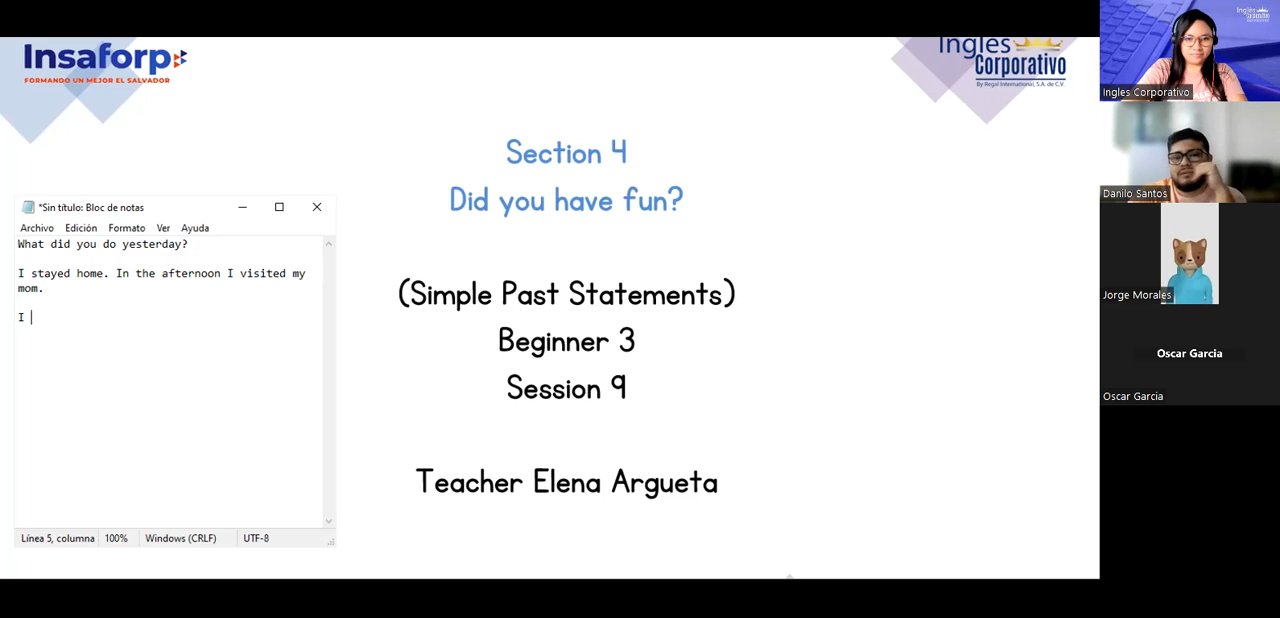 Insaforp
FORMANDO UN MEJOR EL SALVADOR
Ingles
Corporativo
By Regal International, S.A. de C.V.
Section 4
Did you have fun?
(Simple Past Statements)
Beginner 3
Session 9
Teacher Elena Argueta
*Sin título: Bloc de notas
Archivo Edición Formato Ver Ayuda
What did you do yesterday?
I stayed home. In the afternoon I visited my
mom.
I
Línea 5, columna 100% Windows (CRLF) UTF-8
Ingles
Ingles Corporativo
Danilo Santos
Jorge Morales
Oscar Garcia
Oscar Garcia